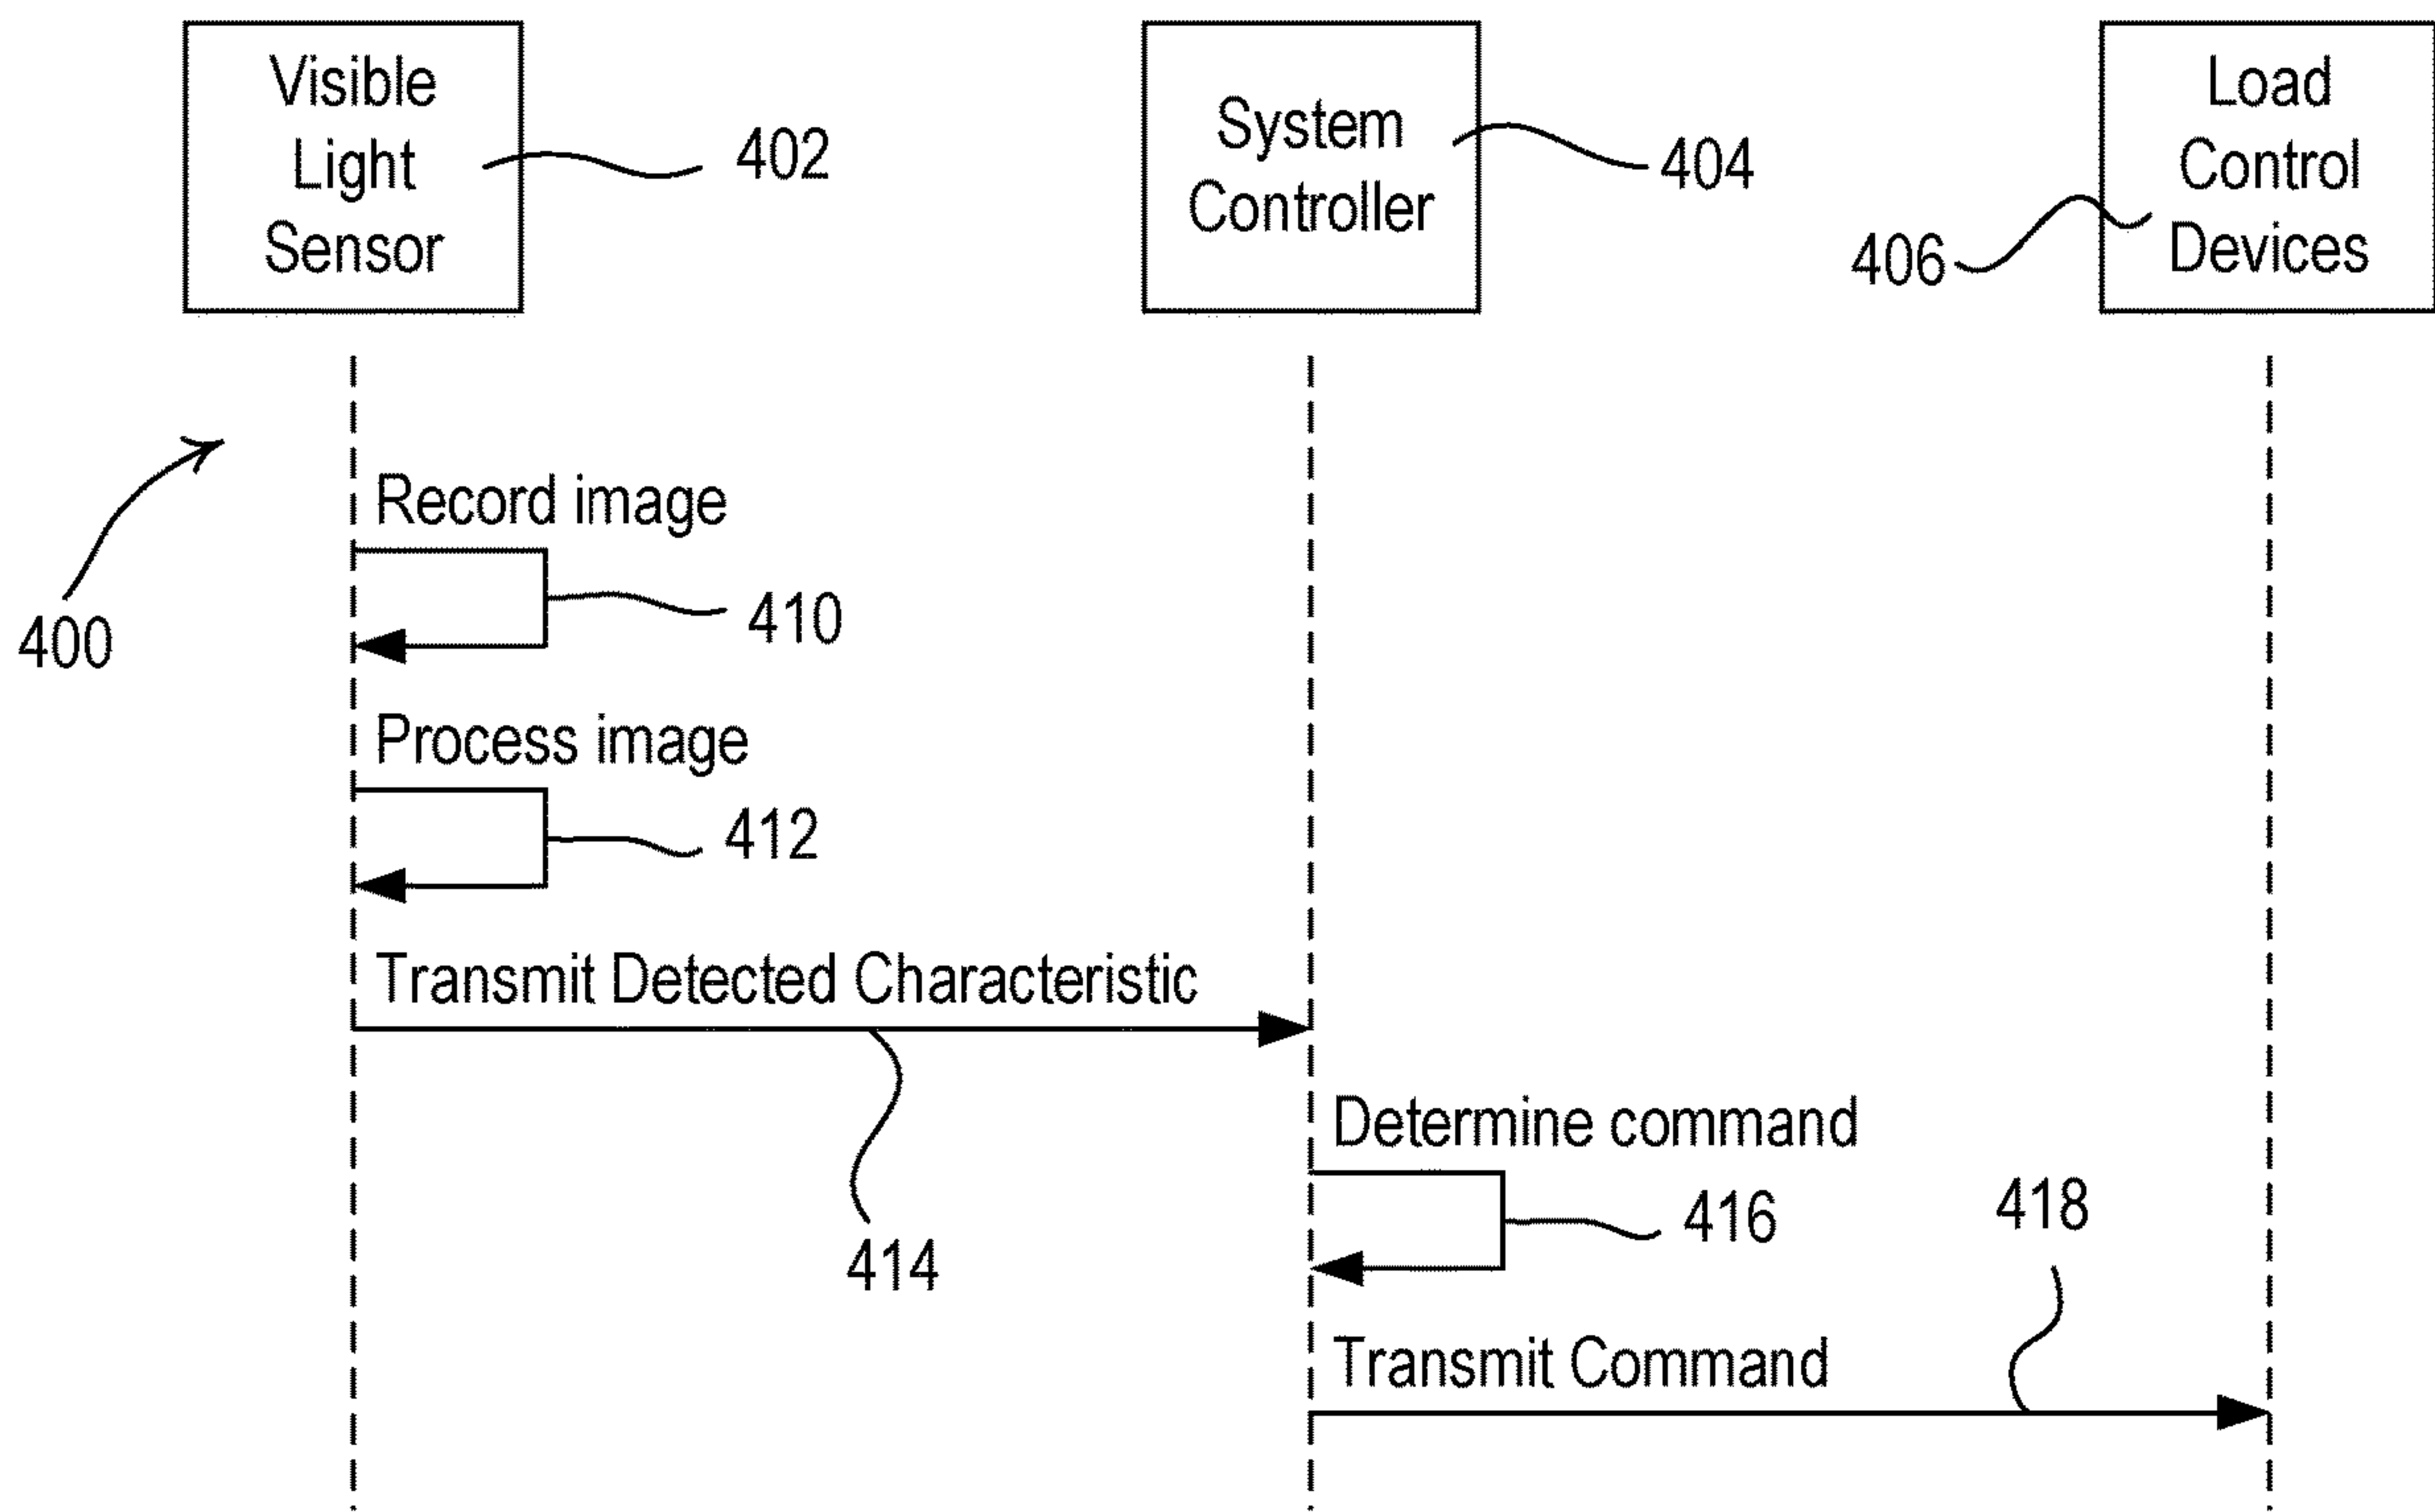 Visible
Light
Sensor
402
System
Controller
404
Load
Control
Devices
406
400
Record image
410
Process image
412
Transmit Detected Characteristic
414
Determine command
416
418
Transmit Command